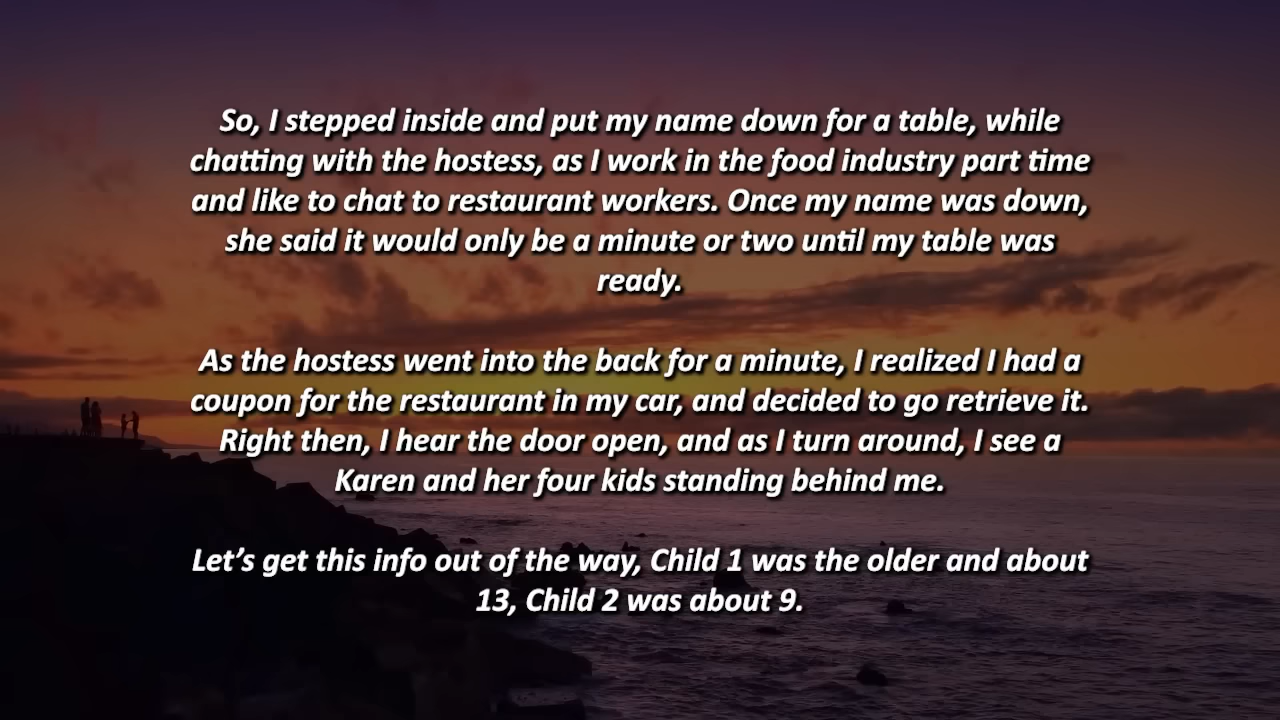 So, I stepped inside and put my name down for a table, while
chatting with the hostess, as I work in the food industry part time
and like to chat to restaurant workers. Once my name was down,
she said it would only be a minute or two until my table was
ready.
As the hostess went into the back for a minute, I realized I had a
coupon for the restaurant in my car, and decided to go retrieve it.
Right then, I hear the door open, and as I turn around, I see a
Karen and her four kids standing behind me.
Let’s get this info out of the way, Child 1 was the older and about
13, Child 2 was about 9.